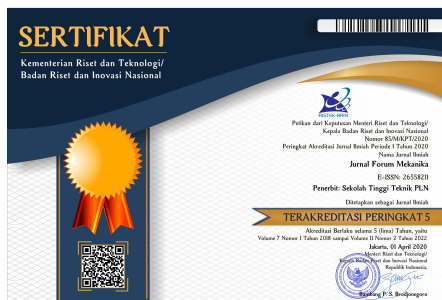 SERTIFIKAT
Kementerian Riset dan Teknologi/
Badan Riset dan Inovasi Nasional
RISTEK-BRIN
Petikan dari Keputusan Menteri Riset dan Teknologi/
Kepala Badan Riset dan Inovasi Nasional
Nomor 85/M/KPT/2020
Peringkat Akreditasi Jurnal Ilmiah Periode I Tahun 2020
Nama Jurnal Ilmiah
Jurnal Forum Mekanika
E-ISSN: 26558211
Penerbit: Sekolah Tinggi Teknik PLN
Ditetapkan sebagai Jurnal Ilmiah
TERAKREDITASI PERINGKAT 5
Akreditasi Berlaku selama 5 (lima) Tahun, yaitu
Volume 7 Nomor 1 Tahun 2018 sampai Volume 11 Nomor 2 Tahun 2022
Jakarta, 01 April 2020
Menteri Riset dan Teknologi/
Kepala Badan Riset dan Inovasi Nasional
Republik Indonesia,
Bambang P. S. Brodjonegoro